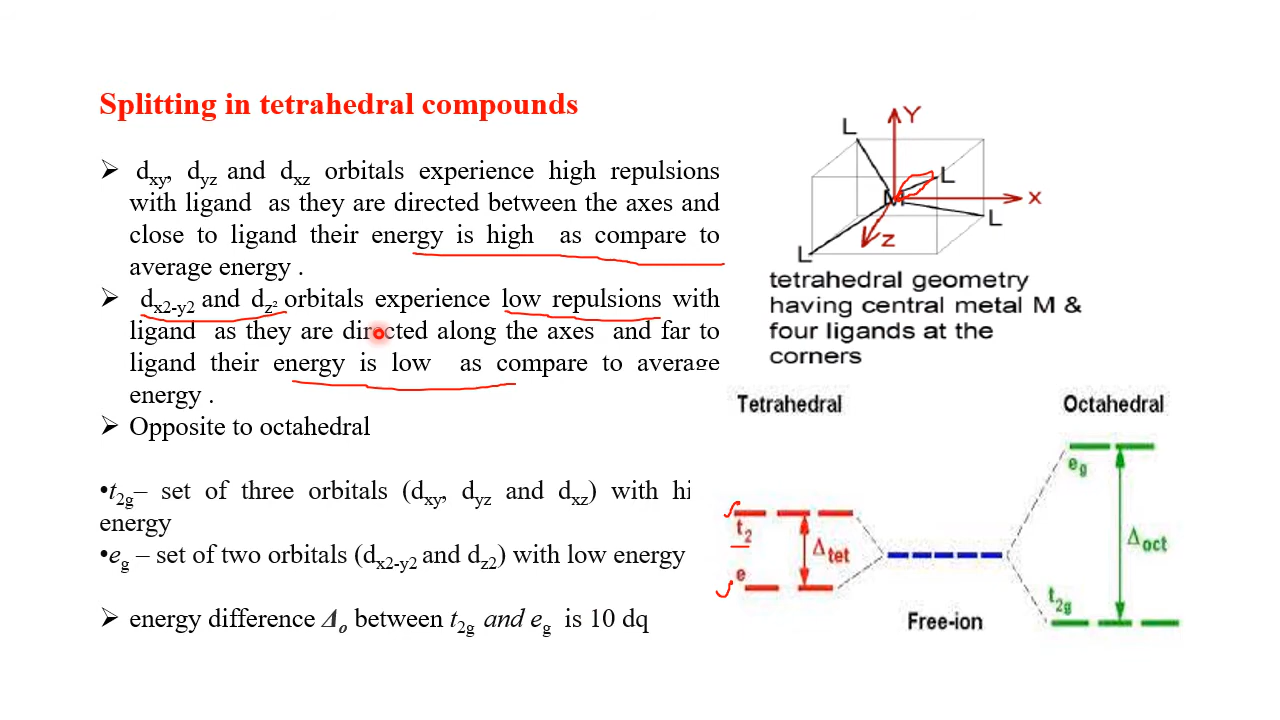 Splitting in tetrahedral compounds
➢ dxy, dyz and dxz orbitals experience high repulsions
with ligand as they are directed between the axes and
close to ligand their energy is high as compare to
average energy .
➢ dx2-y2 and dz² orbitals experience low repulsions with
ligand as they are directed along the axes and far to
ligand their energy is low as compare to average
energy .
➢ Opposite to octahedral
•t2g– set of three orbitals (dxy, dyz and dxz) with hi
energy
•eg – set of two orbitals (dx2-y2 and dz2) with low energy
➢ energy difference Δo between t2g and eg is 10 dq
Y
L
L
M
X
L
Z
L
tetrahedral geometry
having central metal M &
four ligands at the
corners
Tetrahedral
Octahedral
eg
t2
Δtet
Δoct
e
t2g
Free-ion